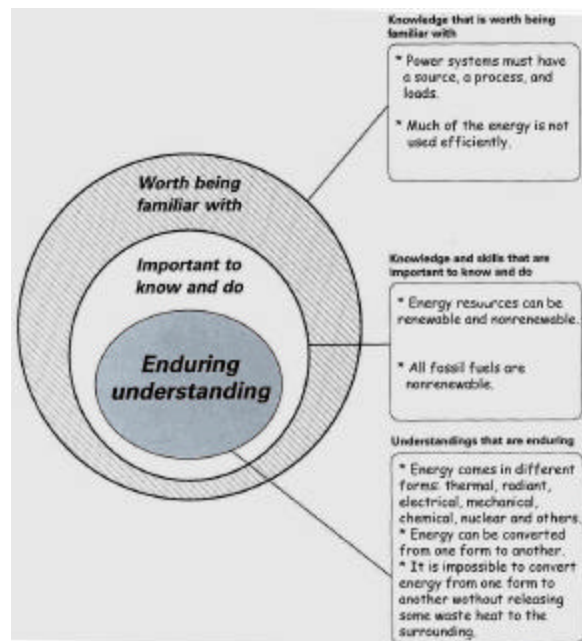 Knowledge that is worth being
familiar with
* Power systems must have
a source, a process, and
loads.
* Much of the energy is not
used efficiently.
Worth being
familiar with
Important to
know and do
Enduring
understanding
Knowledge and skills that are
important to know and do
* Energy resources can be
renewable and nonrenewable.
* All fossil fuels are
nonrenewable.
Understandings that are enduring
* Energy comes in different
forms: thermal, radiant,
electrical, mechanical,
chemical, nuclear and others.
* Energy can be converted
from one form to another.
* It is impossible to convert
energy from one form to
another wothout releasing
some waste heat to the
surrounding.